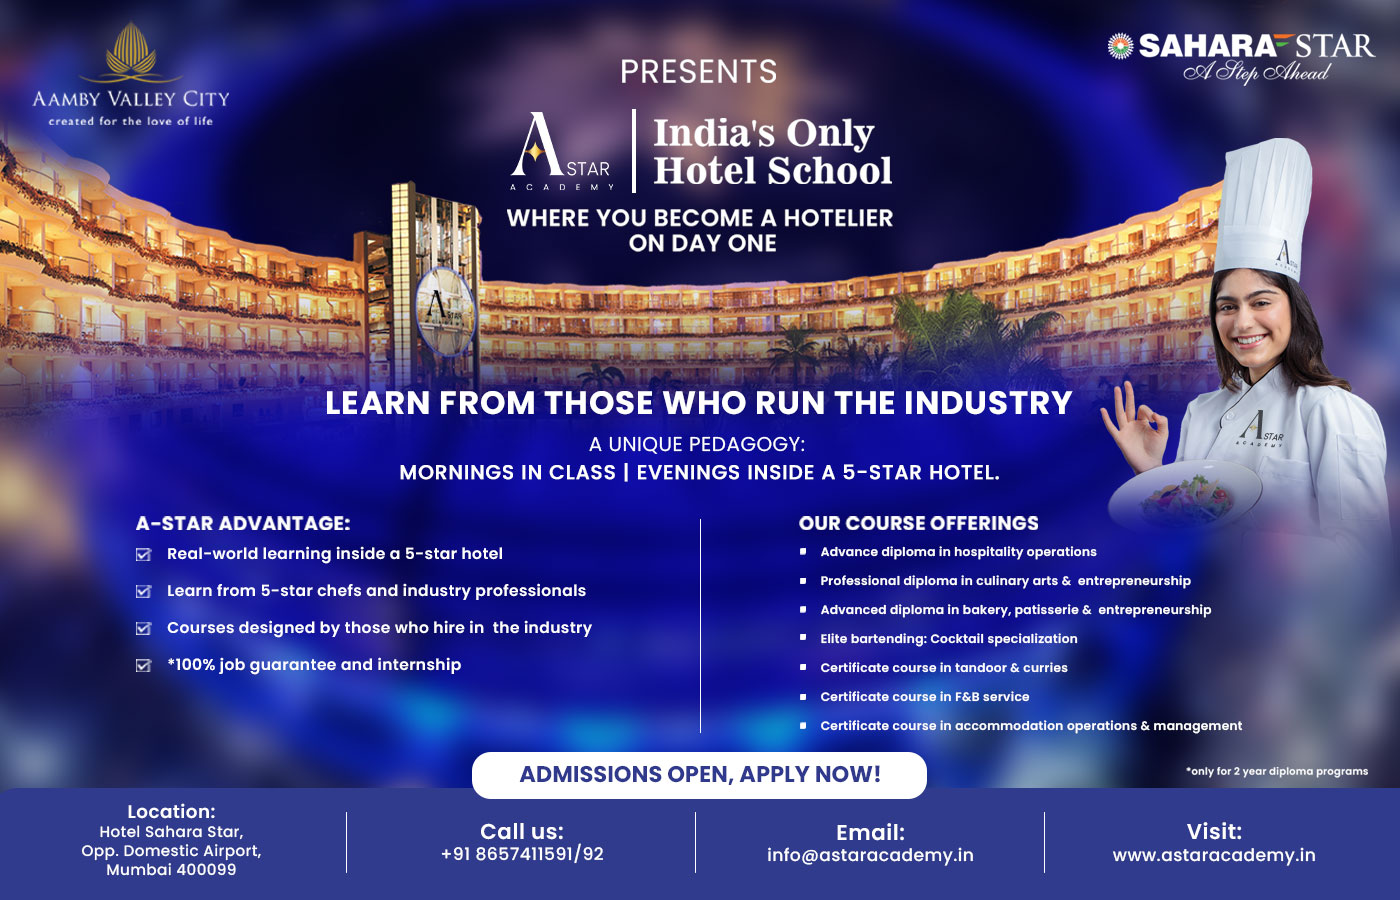 AAMBY VALLEY CITY
created for the love of life
SAHARA STAR
A Step Ahead
PRESENTS
A STAR
ACADEMY
India's Only
Hotel School
WHERE YOU BECOME A HOTELIER
ON DAY ONE
A STAR
A STAR
ACADEMY
A STAR
ACADEMY
LEARN FROM THOSE WHO RUN THE INDUSTRY
A UNIQUE PEDAGOGY:
MORNINGS IN CLASS | EVENINGS INSIDE A 5-STAR HOTEL.
A-STAR ADVANTAGE:
Real-world learning inside a 5-star hotel
Learn from 5-star chefs and industry professionals
Courses designed by those who hire in the industry
*100% job guarantee and internship
OUR COURSE OFFERINGS
Advance diploma in hospitality operations
Professional diploma in culinary arts & entrepreneurship
Advanced diploma in bakery, patisserie & entrepreneurship
Elite bartending: Cocktail specialization
Certificate course in tandoor & curries
Certificate course in F&B service
Certificate course in accommodation operations & management
*only for 2 year diploma programs
ADMISSIONS OPEN, APPLY NOW!
Location:
Hotel Sahara Star,
Opp. Domestic Airport,
Mumbai 400099
Call us:
+91 8657411591/92
Email:
info@astaracademy.in
Visit:
www.astaracademy.in